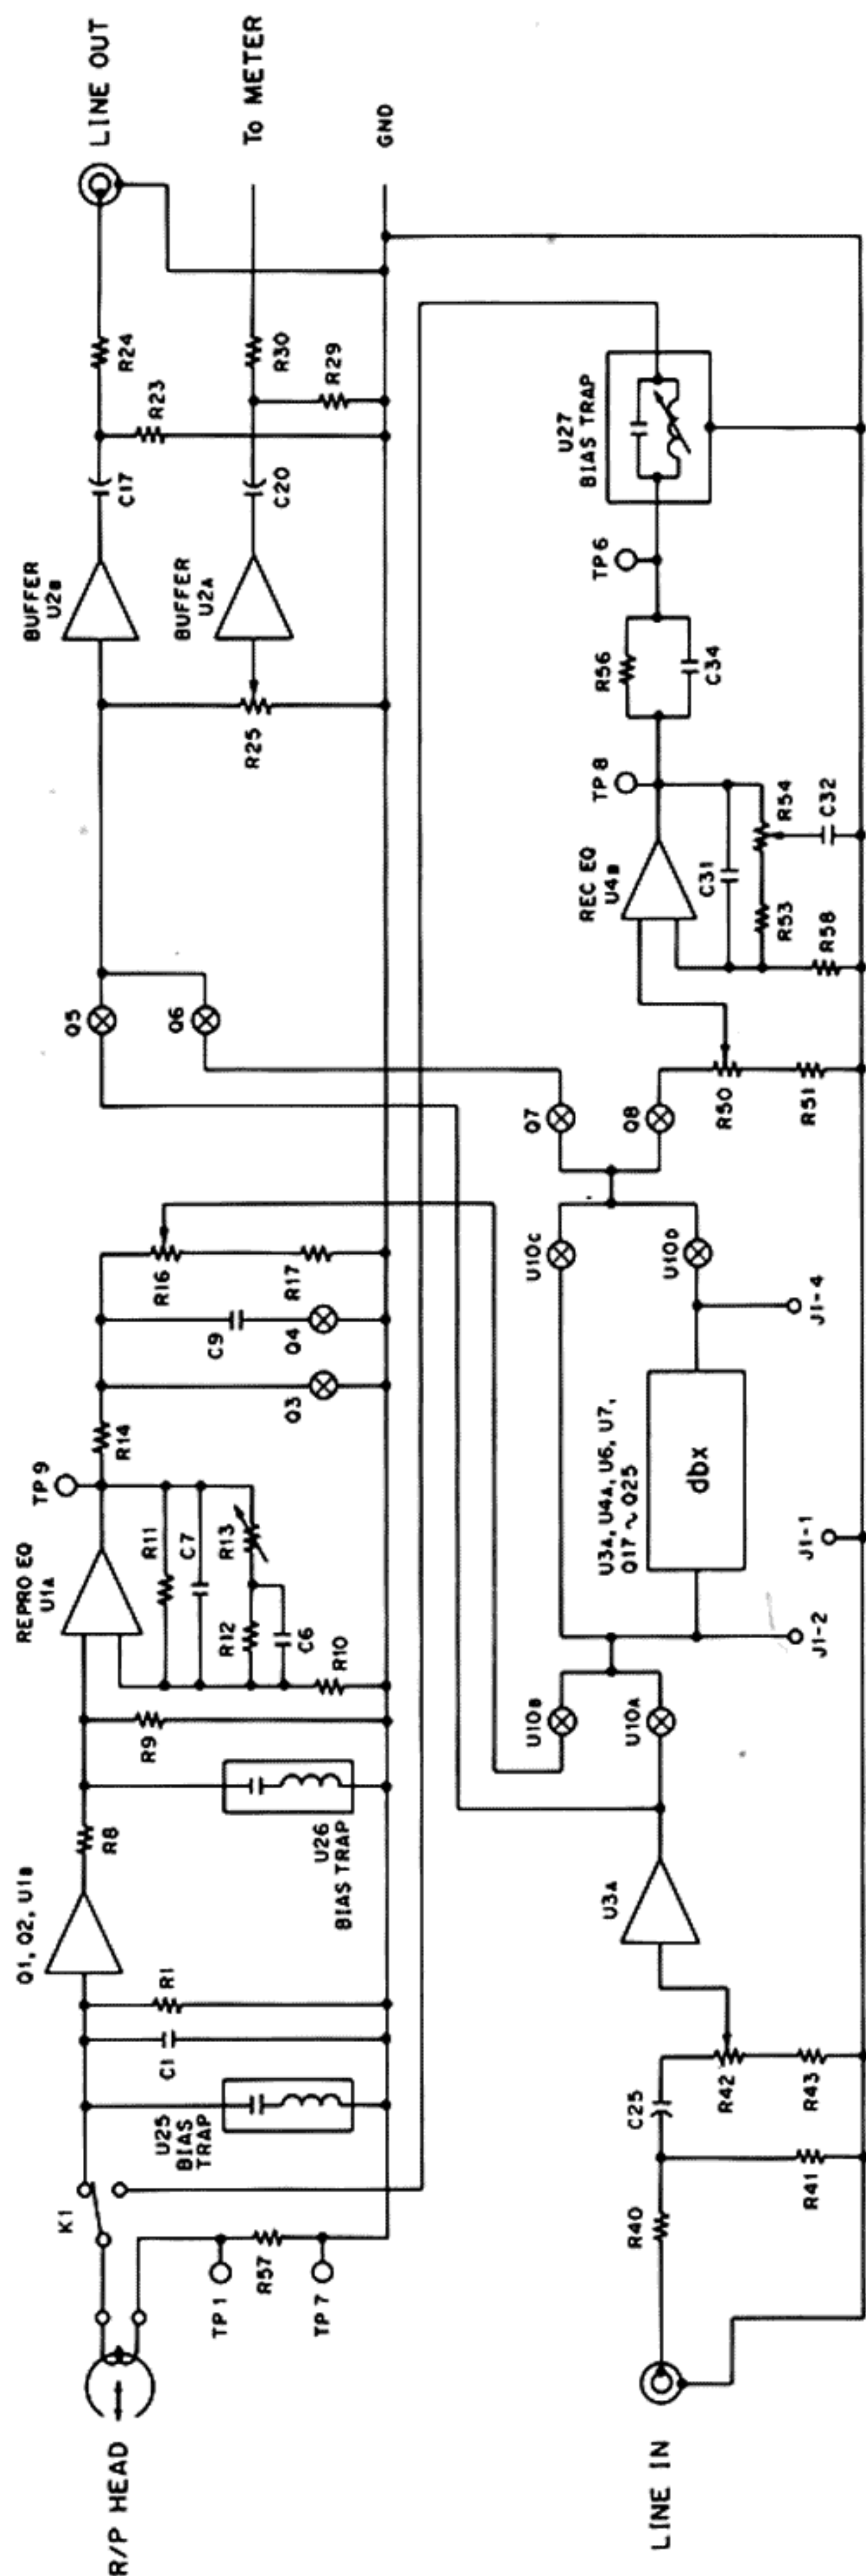 R/P HEAD
K1
TP1
R57
TP7
U25
BIAS
TRAP
C1
R1
Q1, Q2, U1B
R8
U26
BIAS TRAP
R9
REPRO EQ
U1A
R10
R12
C6
R11
C7
R13
TP9
R14
Q3
C9
Q4
R16
R17
Q5
Q6
R25
BUFFER
U2B
BUFFER
U2A
C17
C20
R23
R24
R29
R30
LINE OUT
To METER
GND
LINE IN
R40
R41
C25
R42
R43
U3A
U10B
U10A
J1-2
J1-1
U3A, U4A, U6, U7,
Q17 ~ Q25
dbx
J1-4
U10C
U10D
Q7
Q8
R50
R51
REC EQ
U4B
C31
R53
R58
R54
C32
TP8
R56
C34
TP6
U27
BIAS TRAP